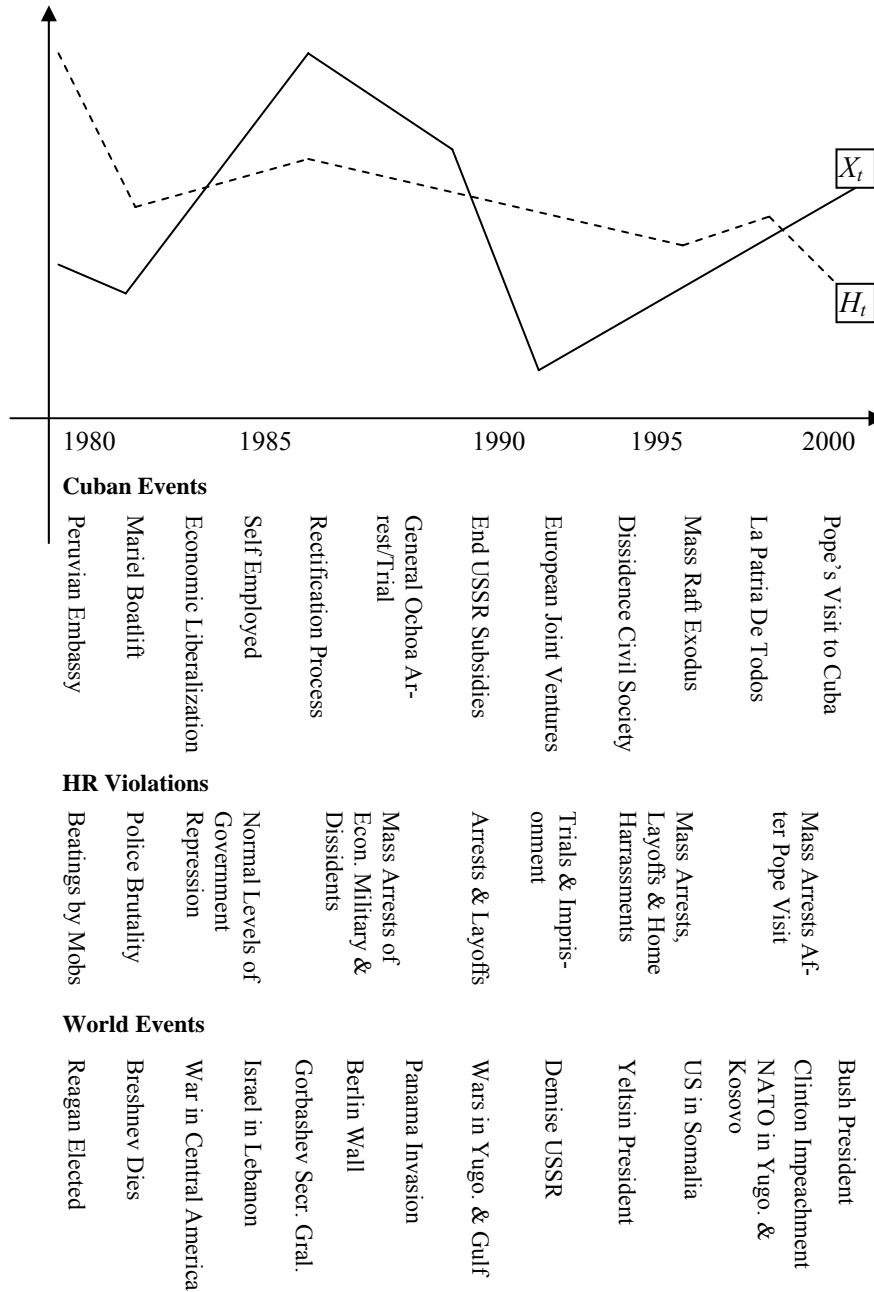 X_t
H_t
1980 1985 1990 1995 2000
Cuban Events
Peruvian Embassy
Mariel Boatlift
Economic Liberalization
Self Employed
Rectification Process
General Ochoa Ar-
rest/Trial
End USSR Subsidies
European Joint Ventures
Dissidence Civil Society
Mass Raft Exodus
La Patria De Todos
Pope's Visit to Cuba
HR Violations
Beatings by Mobs
Police Brutality
Normal Levels of
Government
Repression
Mass Arrests of
Econ. Military &
Dissidents
Arrests & Layoffs
Trials & Impris-
onment
Mass Arrests,
Layoffs & Home
Harrassments
Mass Arrests Af-
ter Pope Visit
World Events
Reagan Elected
Breshnev Dies
War in Central America
Israel in Lebanon
Gorbashev Secr. Gral.
Berlin Wall
Panama Invasion
Wars in Yugo. & Gulf
Demise USSR
Yeltsin President
US in Somalia
NATO in Yugo. &
Kosovo
Clinton Impeachment
Bush President